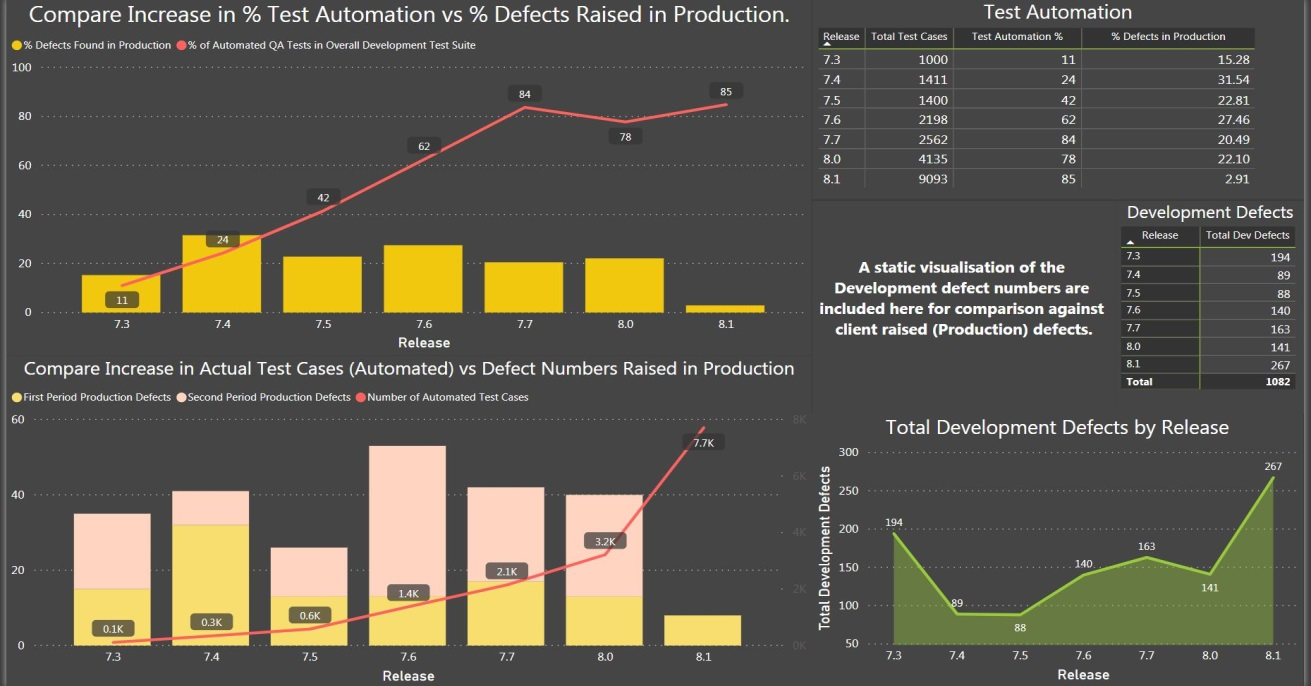 Compare Increase in % Test Automation vs % Defects Raised in Production.
% Defects Found in Production % of Automated QA Tests in Overall Development Test Suite
100
80
60
40
20
0
11
24
42
62
84
78
85
7.3 7.4 7.5 7.6 7.7 8.0 8.1
Release
Test Automation
Release Total Test Cases Test Automation % % Defects in Production
7.3 1000 11 15.28
7.4 1411 24 31.54
7.5 1400 42 22.81
7.6 2198 62 27.46
7.7 2562 84 20.49
8.0 4135 78 22.10
8.1 9093 85 2.91
A static visualisation of the
Development defect numbers are
included here for comparison against
client raised (Production) defects.
Development Defects
Release Total Dev Defects
7.3 194
7.4 89
7.5 88
7.6 140
7.7 163
8.0 141
8.1 267
Total 1082
Compare Increase in Actual Test Cases (Automated) vs Defect Numbers Raised in Production
First Period Production Defects Second Period Production Defects Number of Automated Test Cases
60
40
20
0
8K
6K
4K
2K
0K
0.1K
0.3K
0.6K
1.4K
2.1K
3.2K
7.7K
7.3 7.4 7.5 7.6 7.7 8.0 8.1
Release
Total Development Defects by Release
Total Development Defects
300
250
200
150
100
50
194
89
88
140
163
141
267
7.3 7.4 7.5 7.6 7.7 8.0 8.1
Release